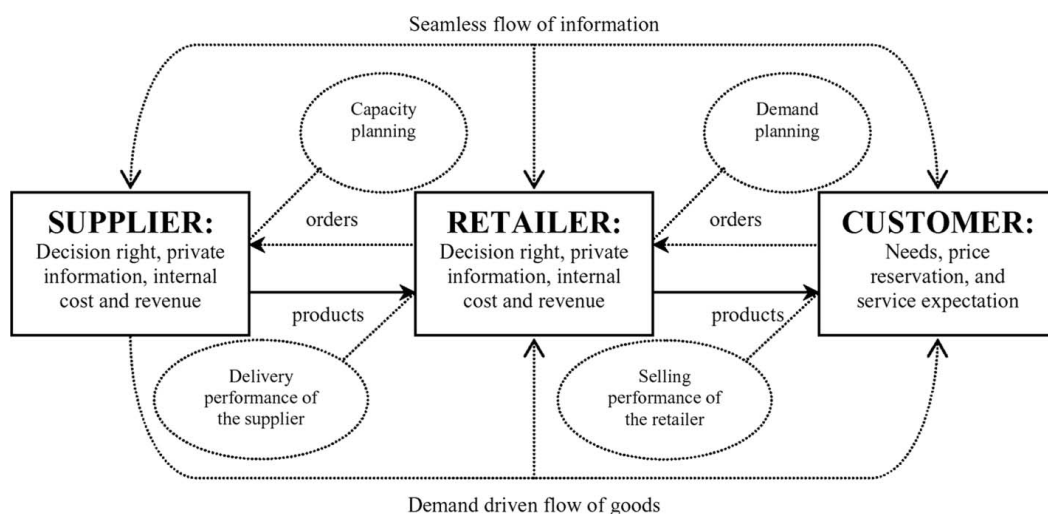 Seamless flow of information
Capacity
planning
Demand
planning
SUPPLIER:
Decision right, private
information, internal
cost and revenue
orders
products
RETAILER:
Decision right, private
information, internal
cost and revenue
orders
products
CUSTOMER:
Needs, price
reservation, and
service expectation
Delivery
performance of
the supplier
Selling
performance of
the retailer
Demand driven flow of goods